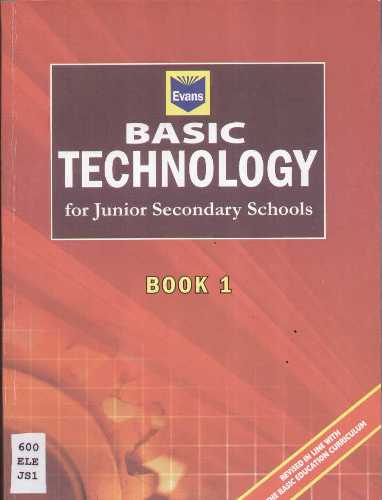 Evans
BASIC
TECHNOLOGY
for Junior Secondary Schools
BOOK 1
REVISED IN LINE WITH
THE BASIC EDUCATION CURRICULUM
600
ELE
JS1